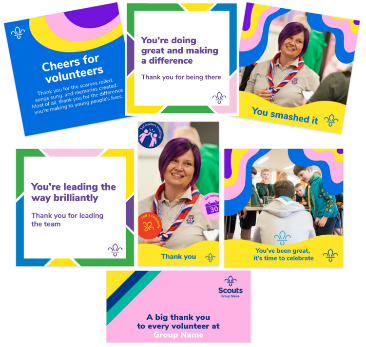 Cheers for
volunteers
Thank you for the scarves rolled,
songs sung, and memories created.
Most of all, thank you for the difference
you're making to young people's lives.
You're doing
great and making
a difference
Thank you for being there
You smashed it
You're leading the
way brilliantly
Thank you for leading
the team
30
Thank you
You've been great,
it's time to celebrate
Scouts
Group Name
A big thank you
to every volunteer at
Group Name